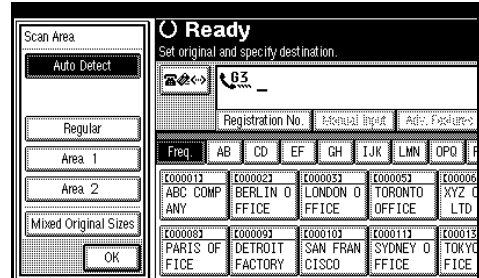 Scan Area
Auto Detect
Regular
Area 1
Area 2
Mixed Original Sizes
OK
Ready
Set original and specify destination.
G3 _
Registration No. Manual Input Adv. Features
Freq. AB CD EF GH IJK LMN OPQ
[00001] [00002] [00003] [00005] [00006
ABC COMP BERLIN O LONDON O TORONTO XYZ C
ANY FFICE FFICE OFFICE LTD
[00008] [00009] [00010] [00011] [00013
PARIS OF DETROIT SAN FRAN SYDNEY O TOKYO
FICE FACTORY CISCO FFICE FICE